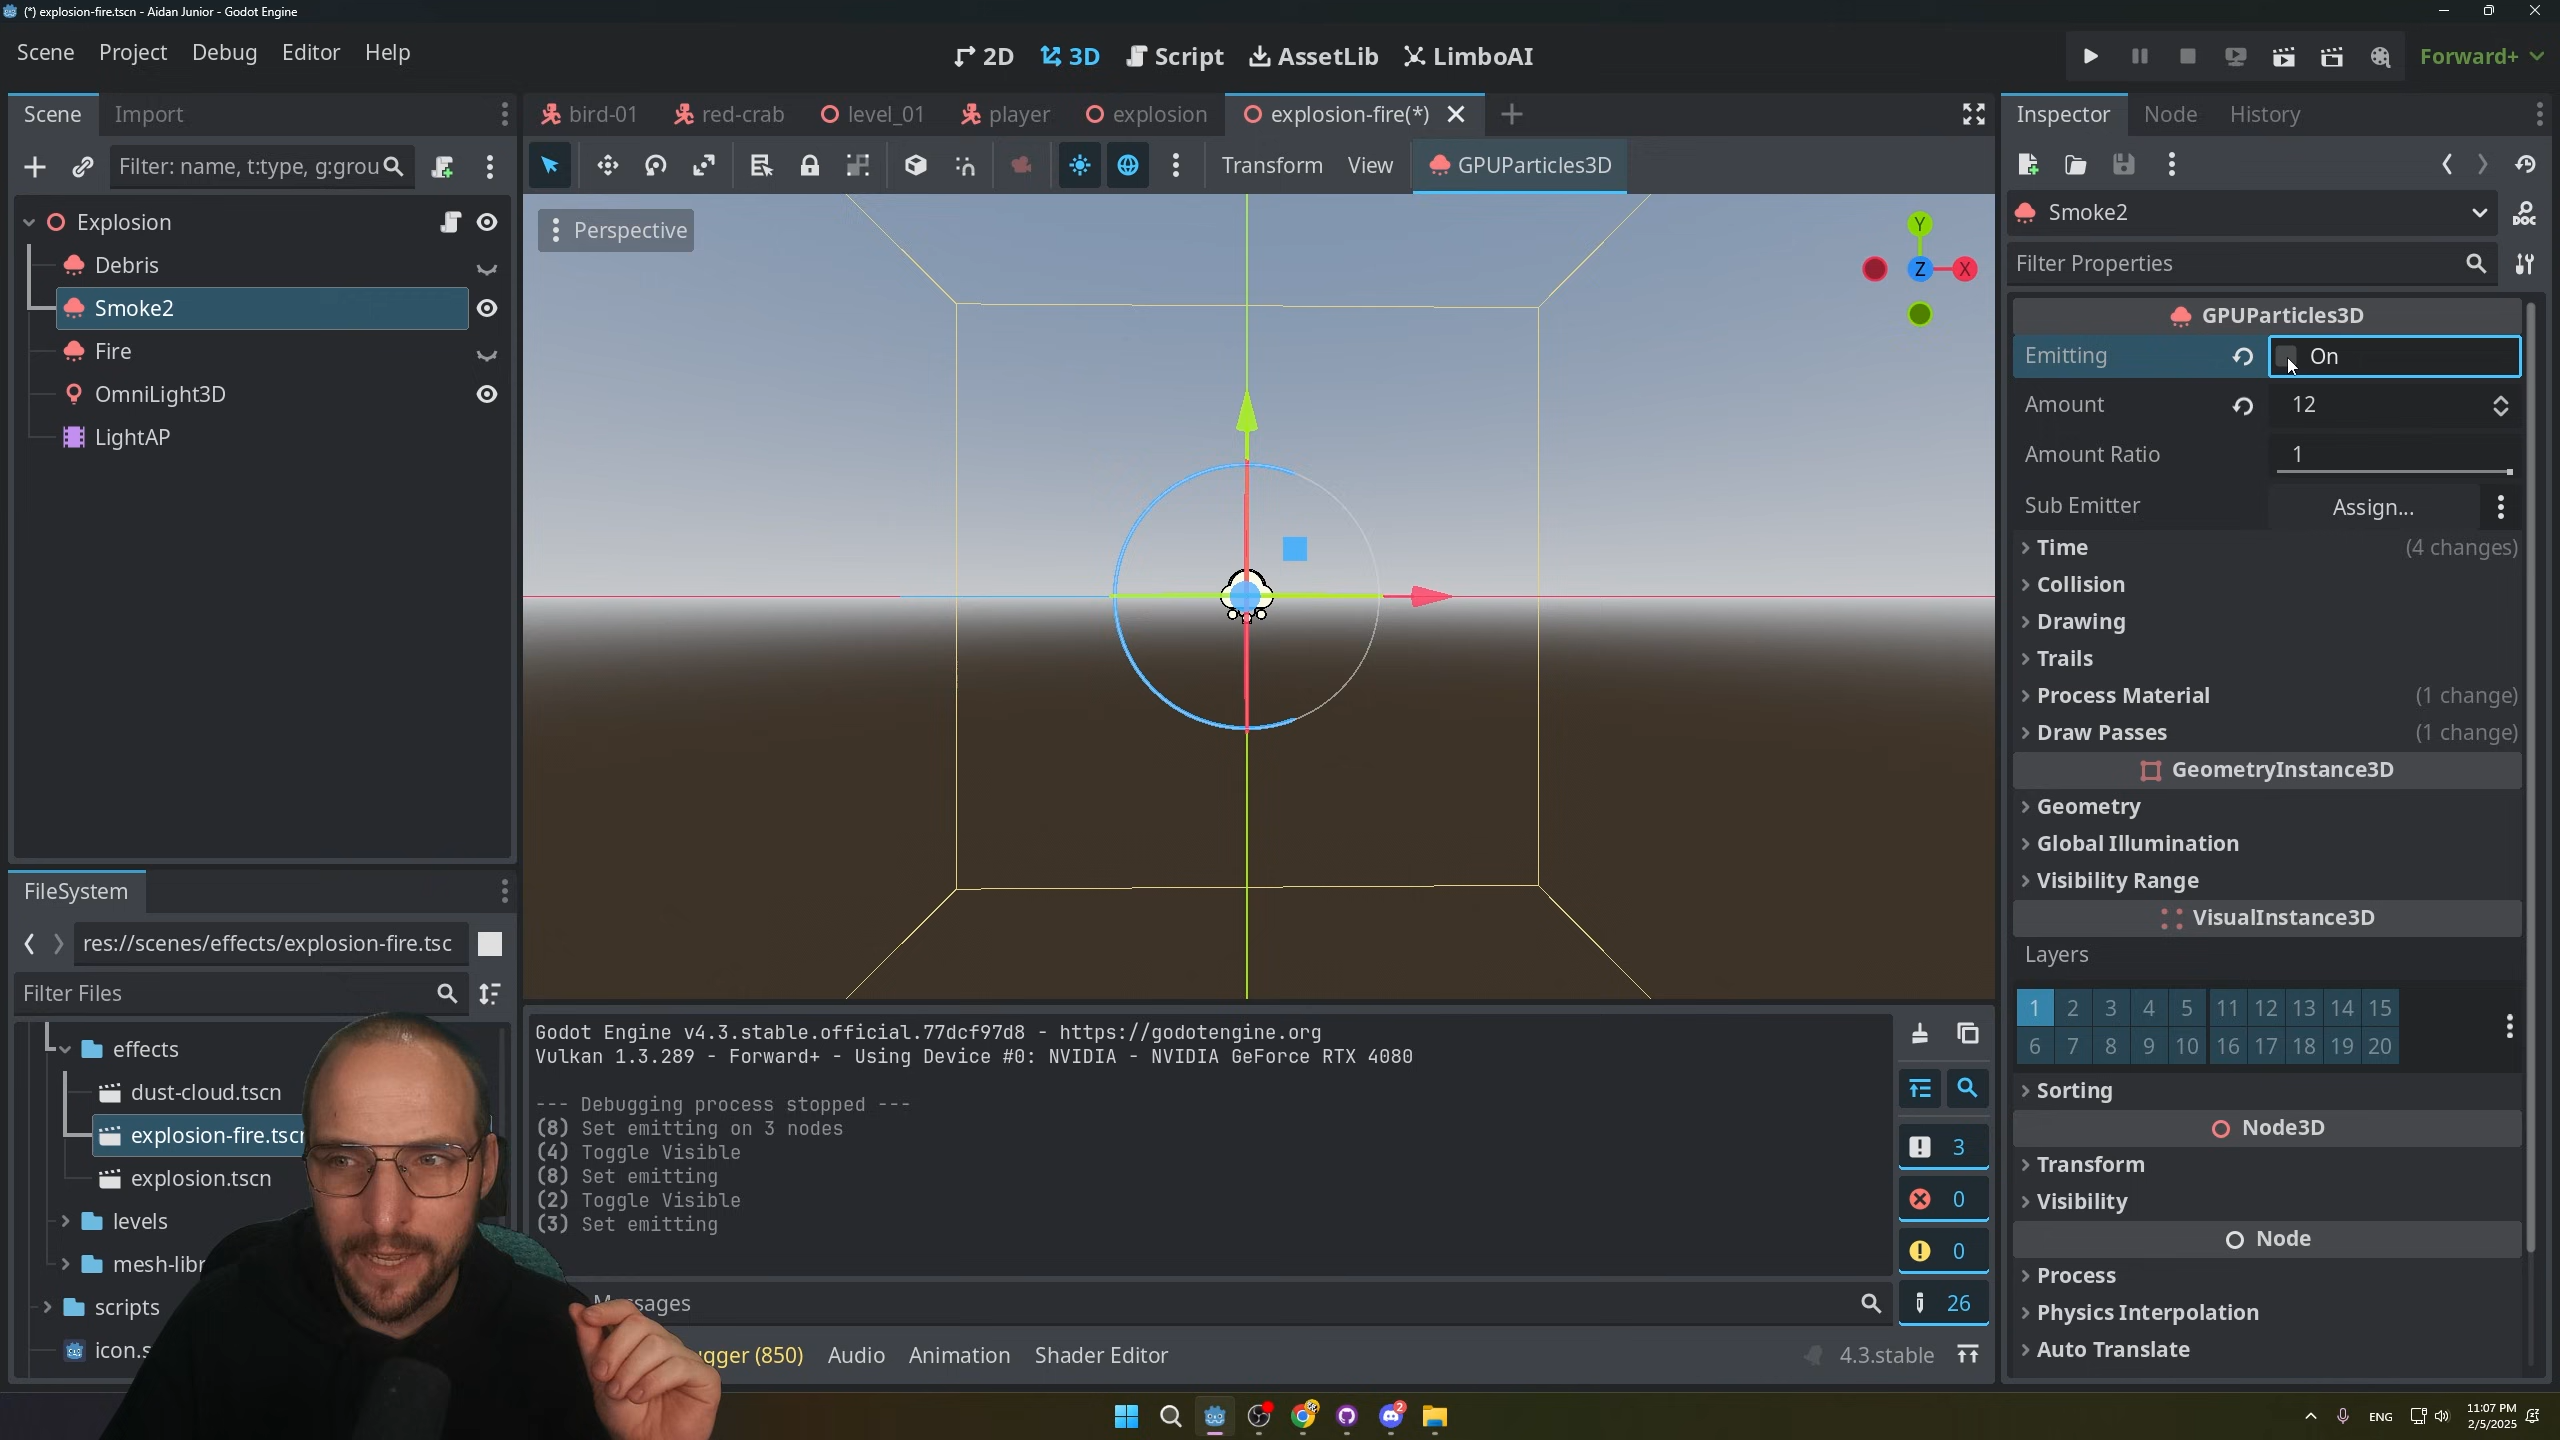 (*) explosion-fire.tscn - Aidan Junior - Godot Engine
Scene Project Debug Editor Help
2D 3D Script AssetLib LimboAI
Forward+
Scene Import
bird-01 red-crab level_01 player explosion explosion-fire(*)
Inspector Node History
Filter: name, t:type, g:grou
Transform View GPUParticles3D
Explosion
Debris
Smoke2
Fire
OmniLight3D
LightAP
Perspective
Y
Z X
Smoke2
DOC
Filter Properties
GPUParticles3D
Emitting On
Amount 12
Amount Ratio 1
Sub Emitter Assign...
Time (4 changes)
Collision
Drawing
Trails
Process Material (1 change)
Draw Passes (1 change)
GeometryInstance3D
Geometry
Global Illumination
Visibility Range
VisualInstance3D
Layers
1 2 3 4 5 11 12 13 14 15
6 7 8 9 10 16 17 18 19 20
Sorting
Node3D
Transform
Visibility
Node
Process
Physics Interpolation
Auto Translate
FileSystem
res://scenes/effects/explosion-fire.tsc
Filter Files
effects
dust-cloud.tscn
explosion-fire.tscn
explosion.tscn
levels
mesh-libr
scripts
icon.s
Godot Engine v4.3.stable.official.77dcf97d8 - https://godotengine.org
Vulkan 1.3.289 - Forward+ - Using Device #0: NVIDIA - NVIDIA GeForce RTX 4080
--- Debugging process stopped ---
(8) Set emitting on 3 nodes
(4) Toggle Visible
(8) Set emitting
(2) Toggle Visible
(3) Set emitting
3
0
0
26
ssages
gger (850) Audio Animation Shader Editor
4.3.stable
2
ENG
11:07 PM
2/5/2025